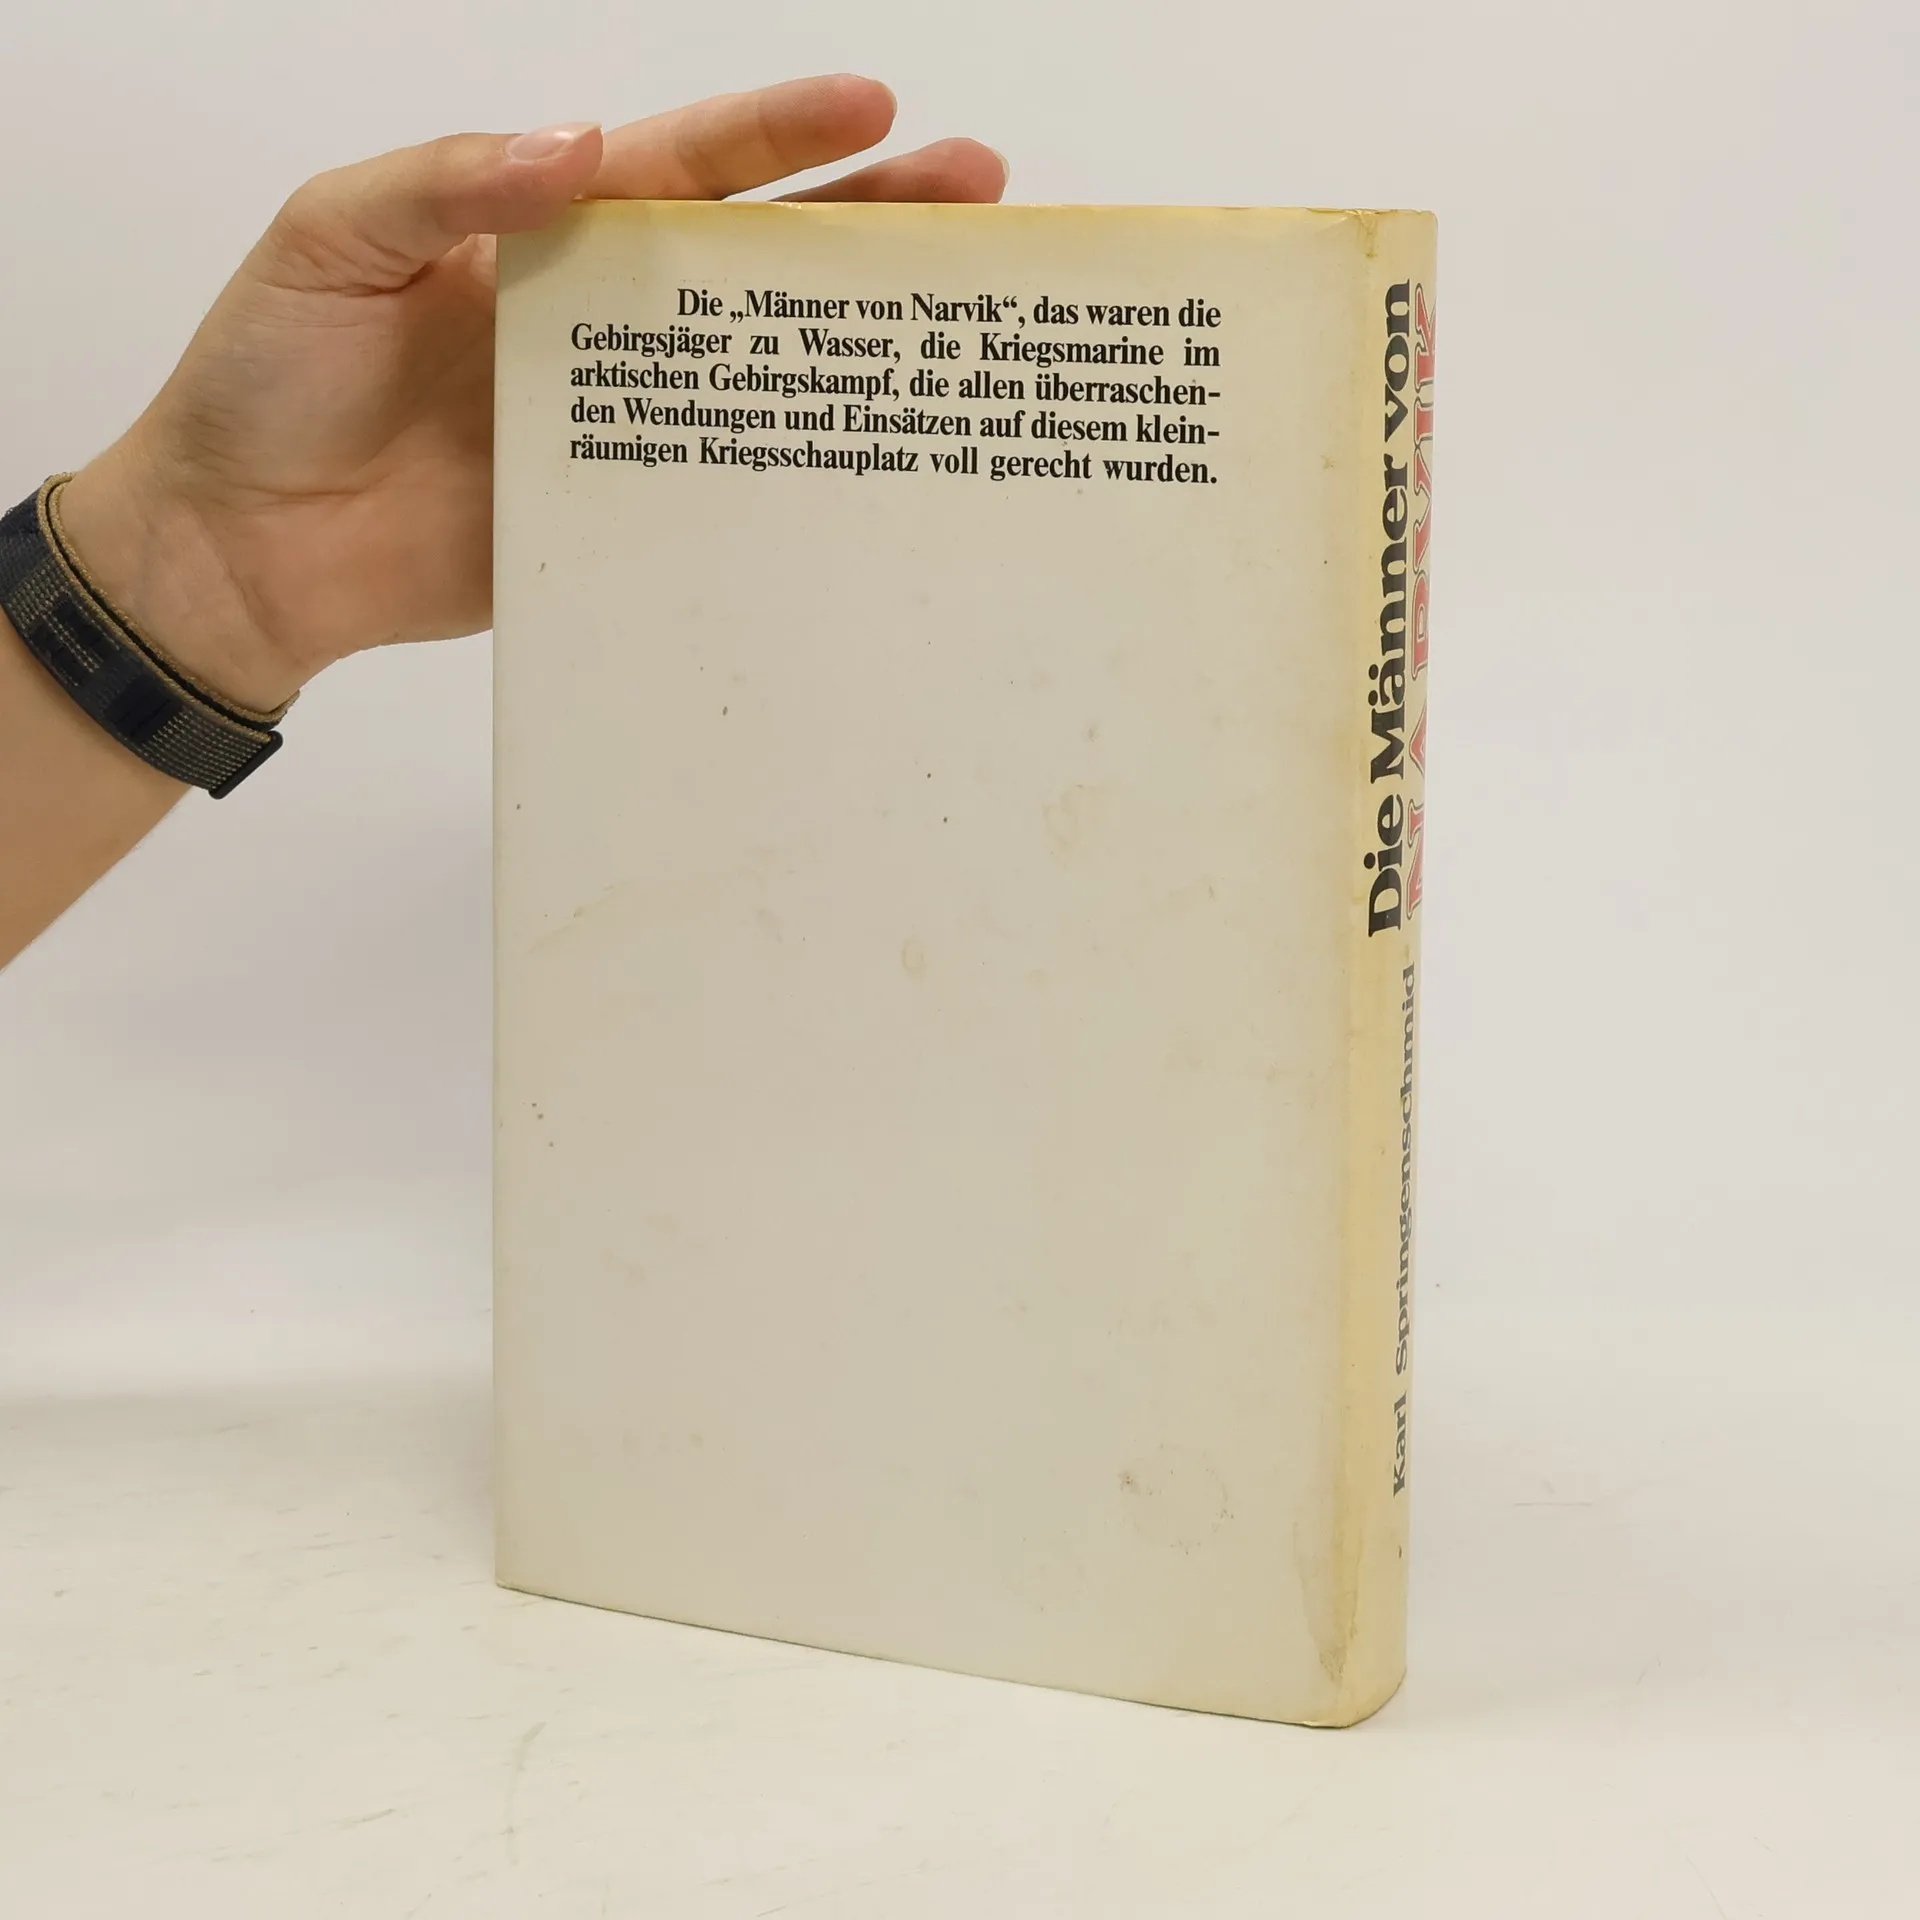 Die „Männer von Narvik“, das waren die
Gebirgsjäger zu Wasser, die Kriegsmarine im
arktischen Gebirgskampf, die allen überraschen-
den Wendungen und Einsätzen auf diesem klein-
räumigen Kriegsschauplatz voll gerecht wurden.
Karl Springenschmid
Die Männer von
NARVIK